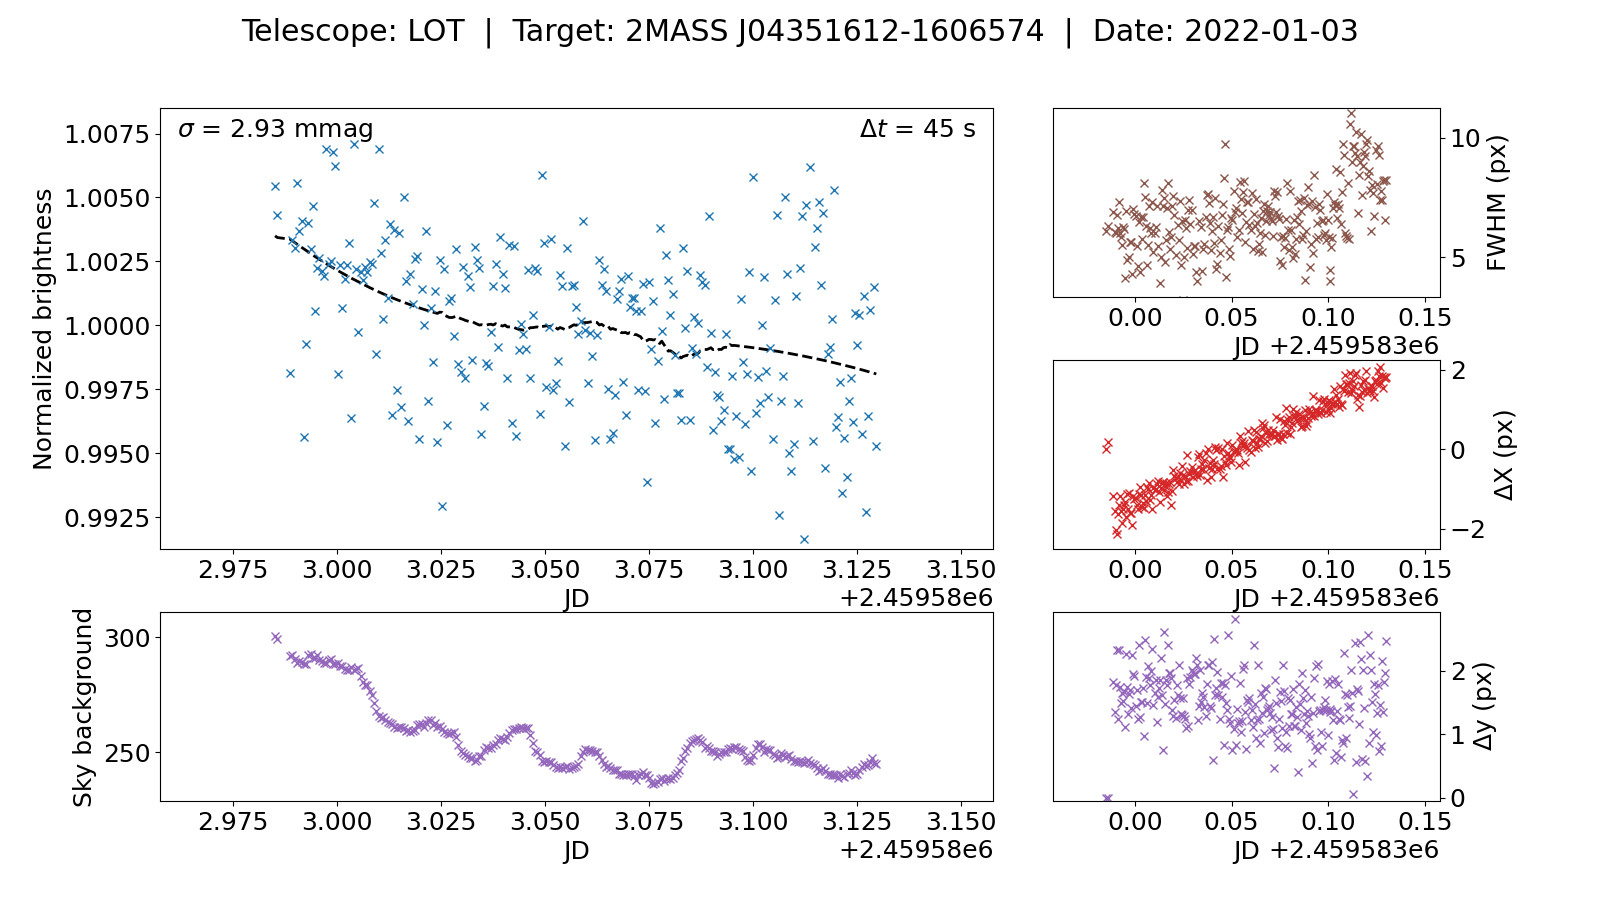 Telescope: LOT | Target: 2MASS J04351612-1606574 | Date: 2022-01-03
σ = 2.93 mmag
Δt = 45 s
Normalized brightness
1.0075
1.0050
1.0025
1.0000
0.9975
0.9950
0.9925
2.975 3.000 3.025 3.050 3.075 3.100 3.125 3.150
JD
+2.45958e6
10
5
FWHM (px)
0.00 0.05 0.10 0.15
JD +2.459583e6
2
0
−2
ΔX (px)
0.00 0.05 0.10 0.15
JD +2.459583e6
Sky background
300
250
2.975 3.000 3.025 3.050 3.075 3.100 3.125 3.150
JD
+2.45958e6
2
1
0
Δy (px)
0.00 0.05 0.10 0.15
JD +2.459583e6